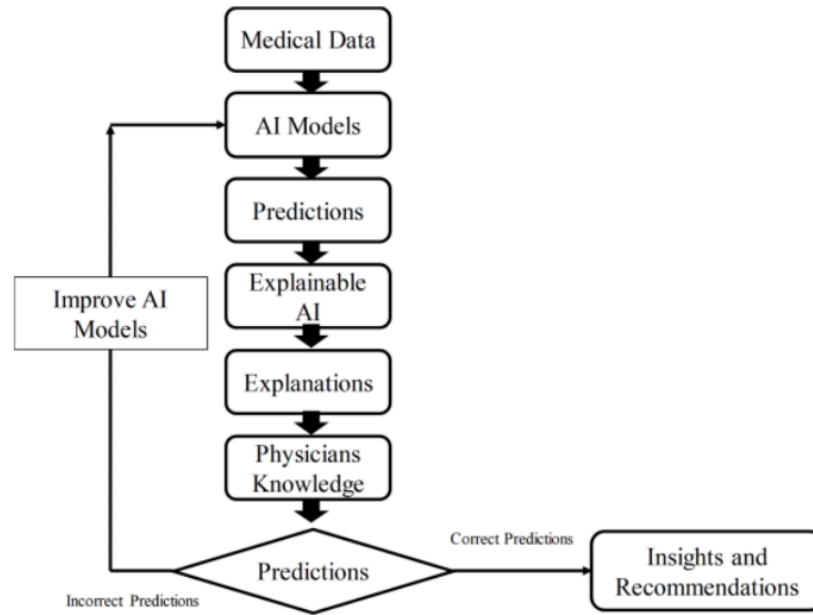 Medical Data
AI Models
Predictions
Explainable
AI
Improve AI
Models
Explanations
Physicians
Knowledge
Correct Predictions
Predictions
Insights and
Recommendations
Incorrect Predictions